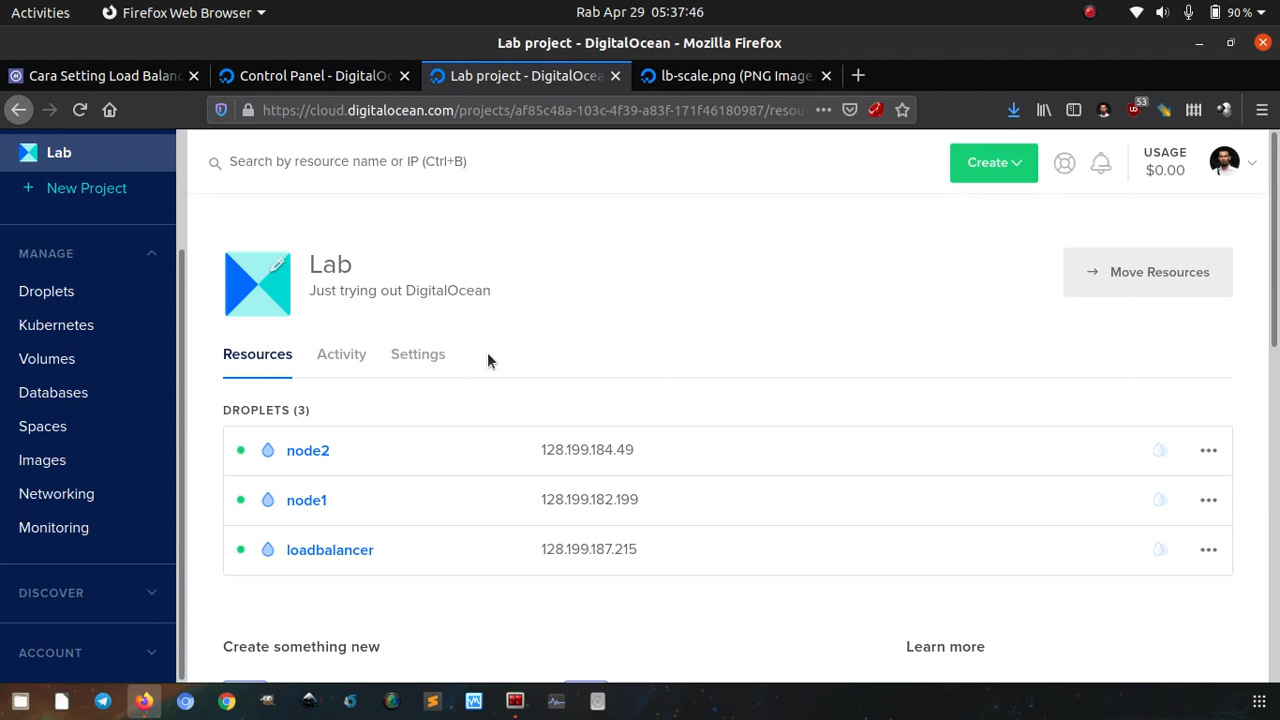 Activities
Firefox Web Browser
Rab Apr 29 05:37:46
90%
Lab project - DigitalOcean - Mozilla Firefox
Cara Setting Load Balanc
Control Panel - DigitalOc
Lab project - DigitalOcea
lb-scale.png (PNG Image,
https://cloud.digitalocean.com/projects/af85c48a-103c-4f39-a83f-171f46180987/resou
53
Lab
+ New Project
MANAGE
Droplets
Kubernetes
Volumes
Databases
Spaces
Images
Networking
Monitoring
DISCOVER
ACCOUNT
Search by resource name or IP (Ctrl+B)
Create
USAGE
$0.00
Lab
Just trying out DigitalOcean
→ Move Resources
Resources Activity Settings
DROPLETS (3)
node2 128.199.184.49
node1 128.199.182.199
loadbalancer 128.199.187.215
Create something new
Learn more